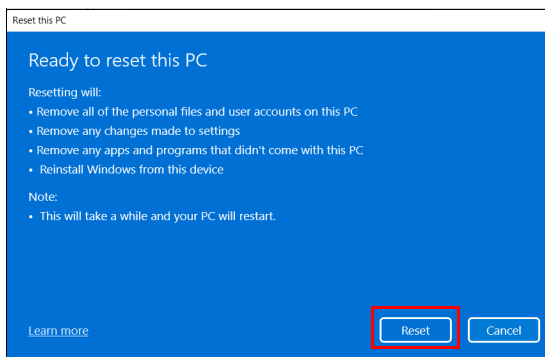 Reset this PC
Ready to reset this PC
Resetting will:
• Remove all of the personal files and user accounts on this PC
• Remove any changes made to settings
• Remove any apps and programs that didn't come with this PC
• Reinstall Windows from this device
Note:
• This will take a while and your PC will restart.
Learn more
Reset
Cancel